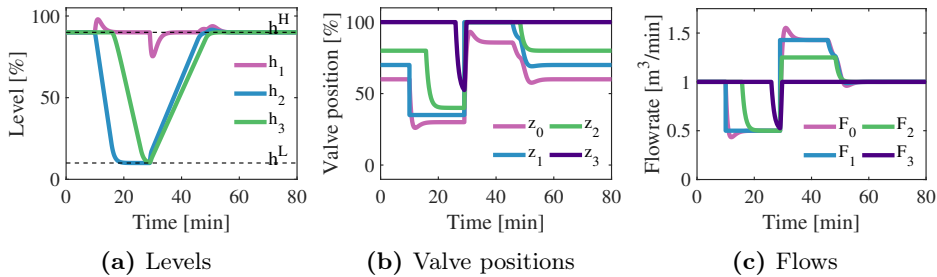 100
50
0
Level [%]
h^H
h_1
h_2
h_3
h^L
0 20 40 60 80
Time [min]
(a) Levels
100
50
0
Valve position [%]
z_0 z_2
z_1 z_3
0 20 40 60 80
Time [min]
(b) Valve positions
1.5
1
0.5
0
Flowrate [m^3/min]
F_0 F_2
F_1 F_3
0 20 40 60 80
Time [min]
(c) Flows